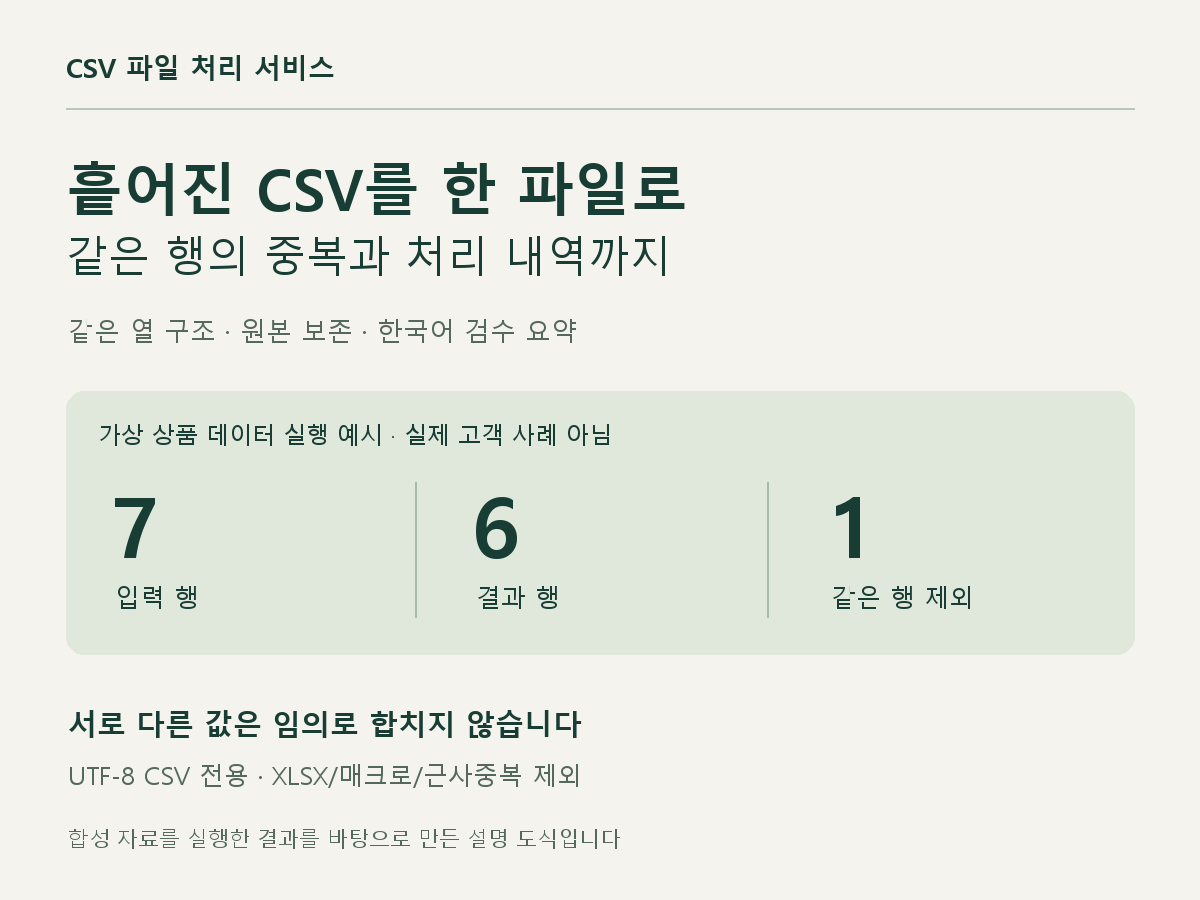 CSV 파일 처리 서비스
흩어진 CSV를 한 파일로
같은 행의 중복과 처리 내역까지
같은 열 구조 · 원본 보존 · 한국어 검수 요약
가상 상품 데이터 실행 예시 · 실제 고객 사례 아님
7
입력 행
6
결과 행
1
같은 행 제외
서로 다른 값은 임의로 합치지 않습니다
UTF-8 CSV 전용 · XLSX/매크로/근사중복 제외
합성 자료를 실행한 결과를 바탕으로 만든 설명 도식입니다